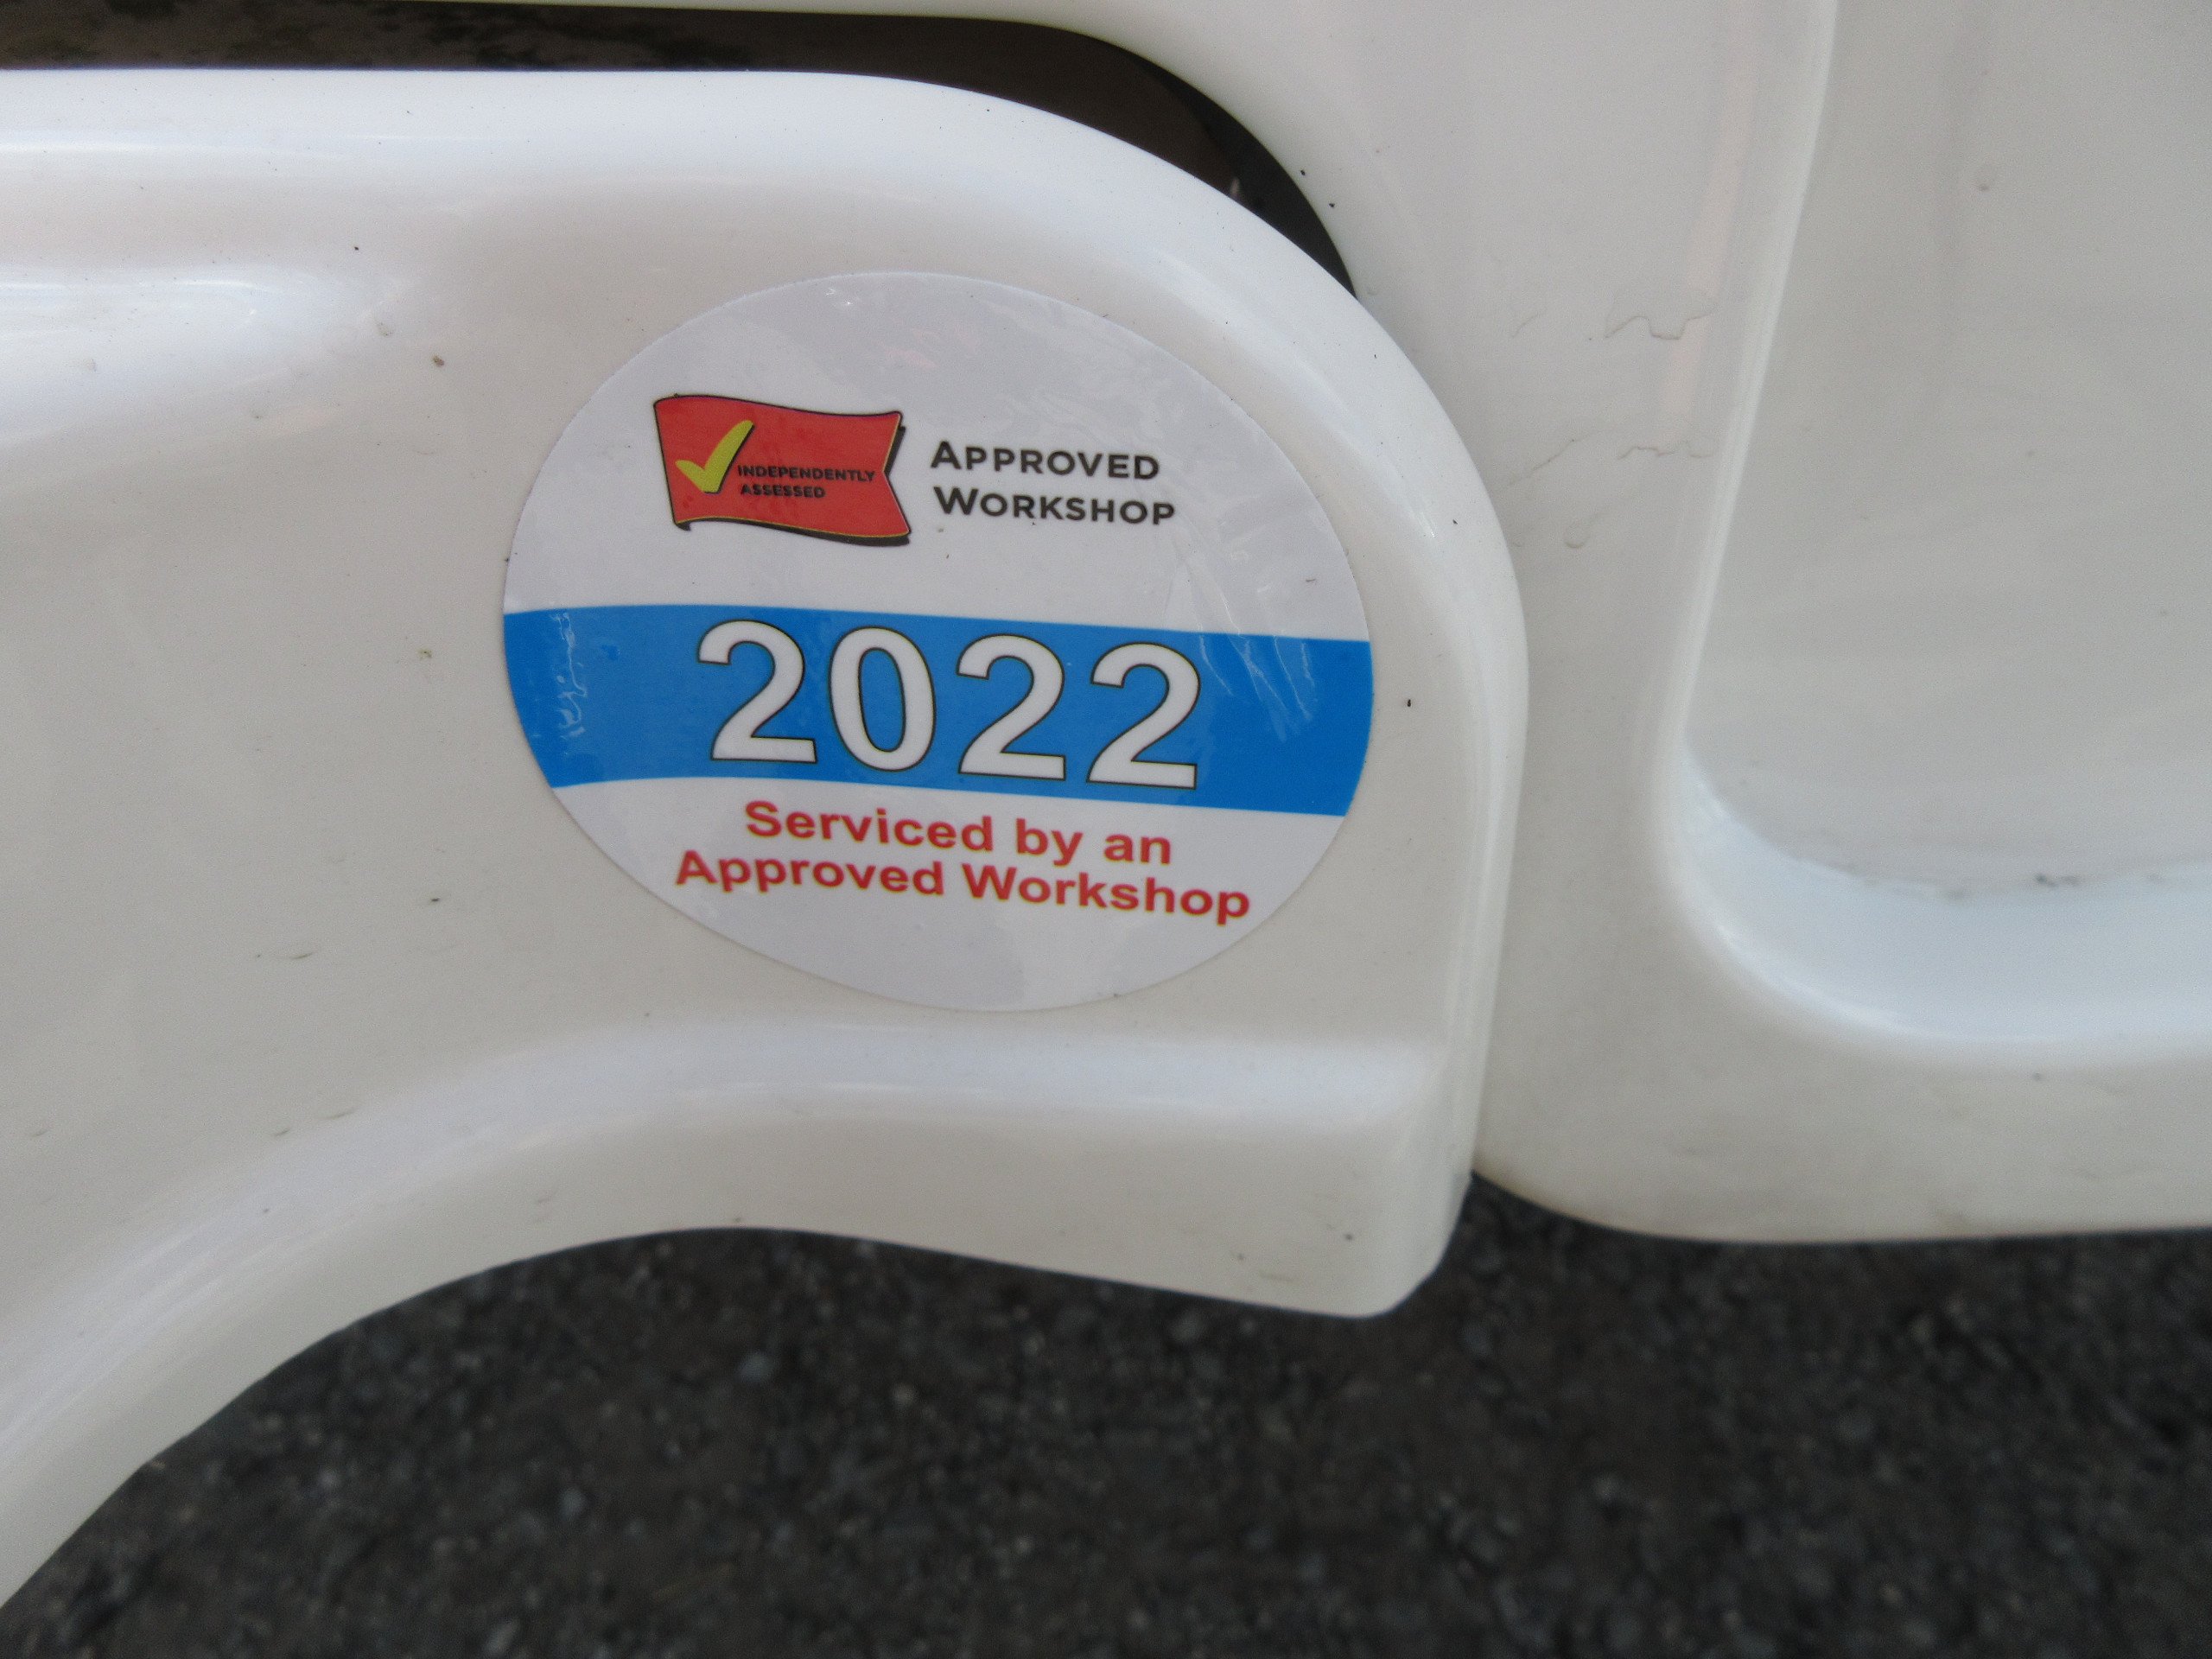 INDEPENDENTLY
ASSESSED
APPROVED
WORKSHOP
2022
Serviced by an
Approved Workshop